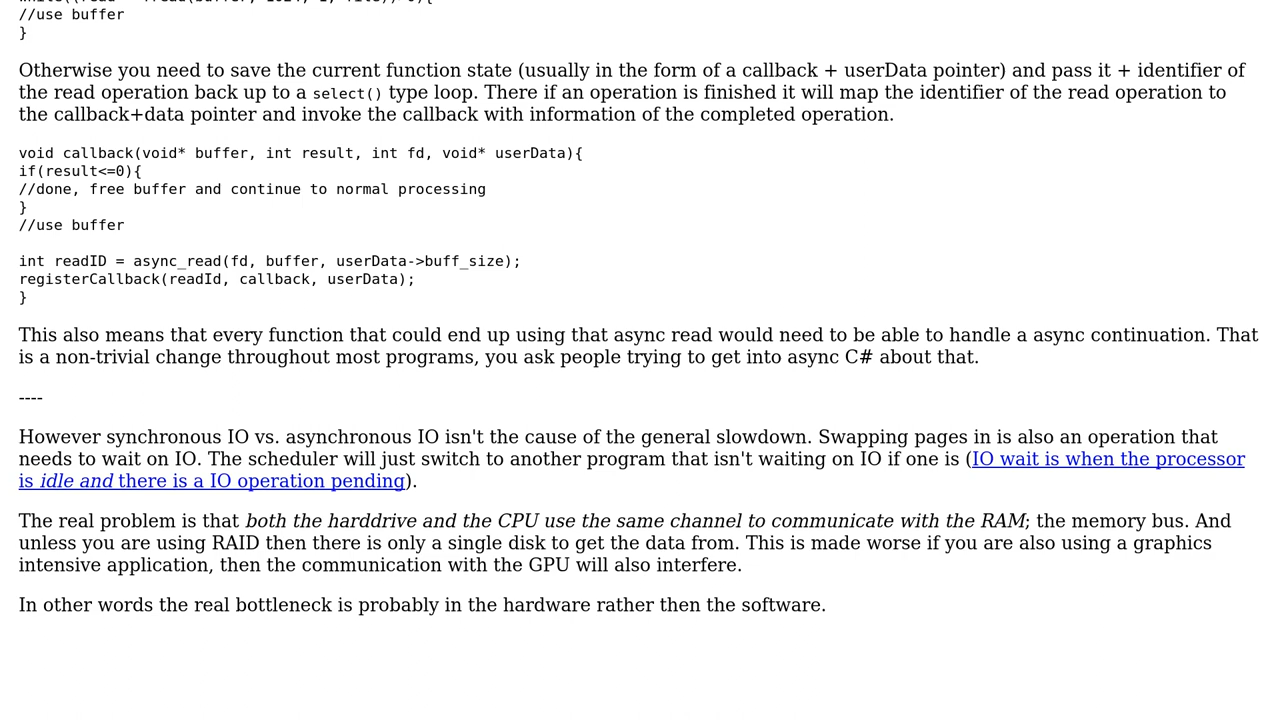 //use buffer
}
Otherwise you need to save the current function state (usually in the form of a callback + userData pointer) and pass it + identifier of
the read operation back up to a select() type loop. There if an operation is finished it will map the identifier of the read operation to
the callback+data pointer and invoke the callback with information of the completed operation.
void callback(void* buffer, int result, int fd, void* userData){
if(result<=0){
//done, free buffer and continue to normal processing
}
//use buffer
int readID = async_read(fd, buffer, userData->buff_size);
registerCallback(readId, callback, userData);
}
This also means that every function that could end up using that async read would need to be able to handle a async continuation. That
is a non-trivial change throughout most programs, you ask people trying to get into async C# about that.
----
However synchronous IO vs. asynchronous IO isn't the cause of the general slowdown. Swapping pages in is also an operation that
needs to wait on IO. The scheduler will just switch to another program that isn't waiting on IO if one is (IO wait is when the processor
is idle and there is a IO operation pending).
The real problem is that both the harddrive and the CPU use the same channel to communicate with the RAM; the memory bus. And
unless you are using RAID then there is only a single disk to get the data from. This is made worse if you are also using a graphics
intensive application, then the communication with the GPU will also interfere.
In other words the real bottleneck is probably in the hardware rather then the software.